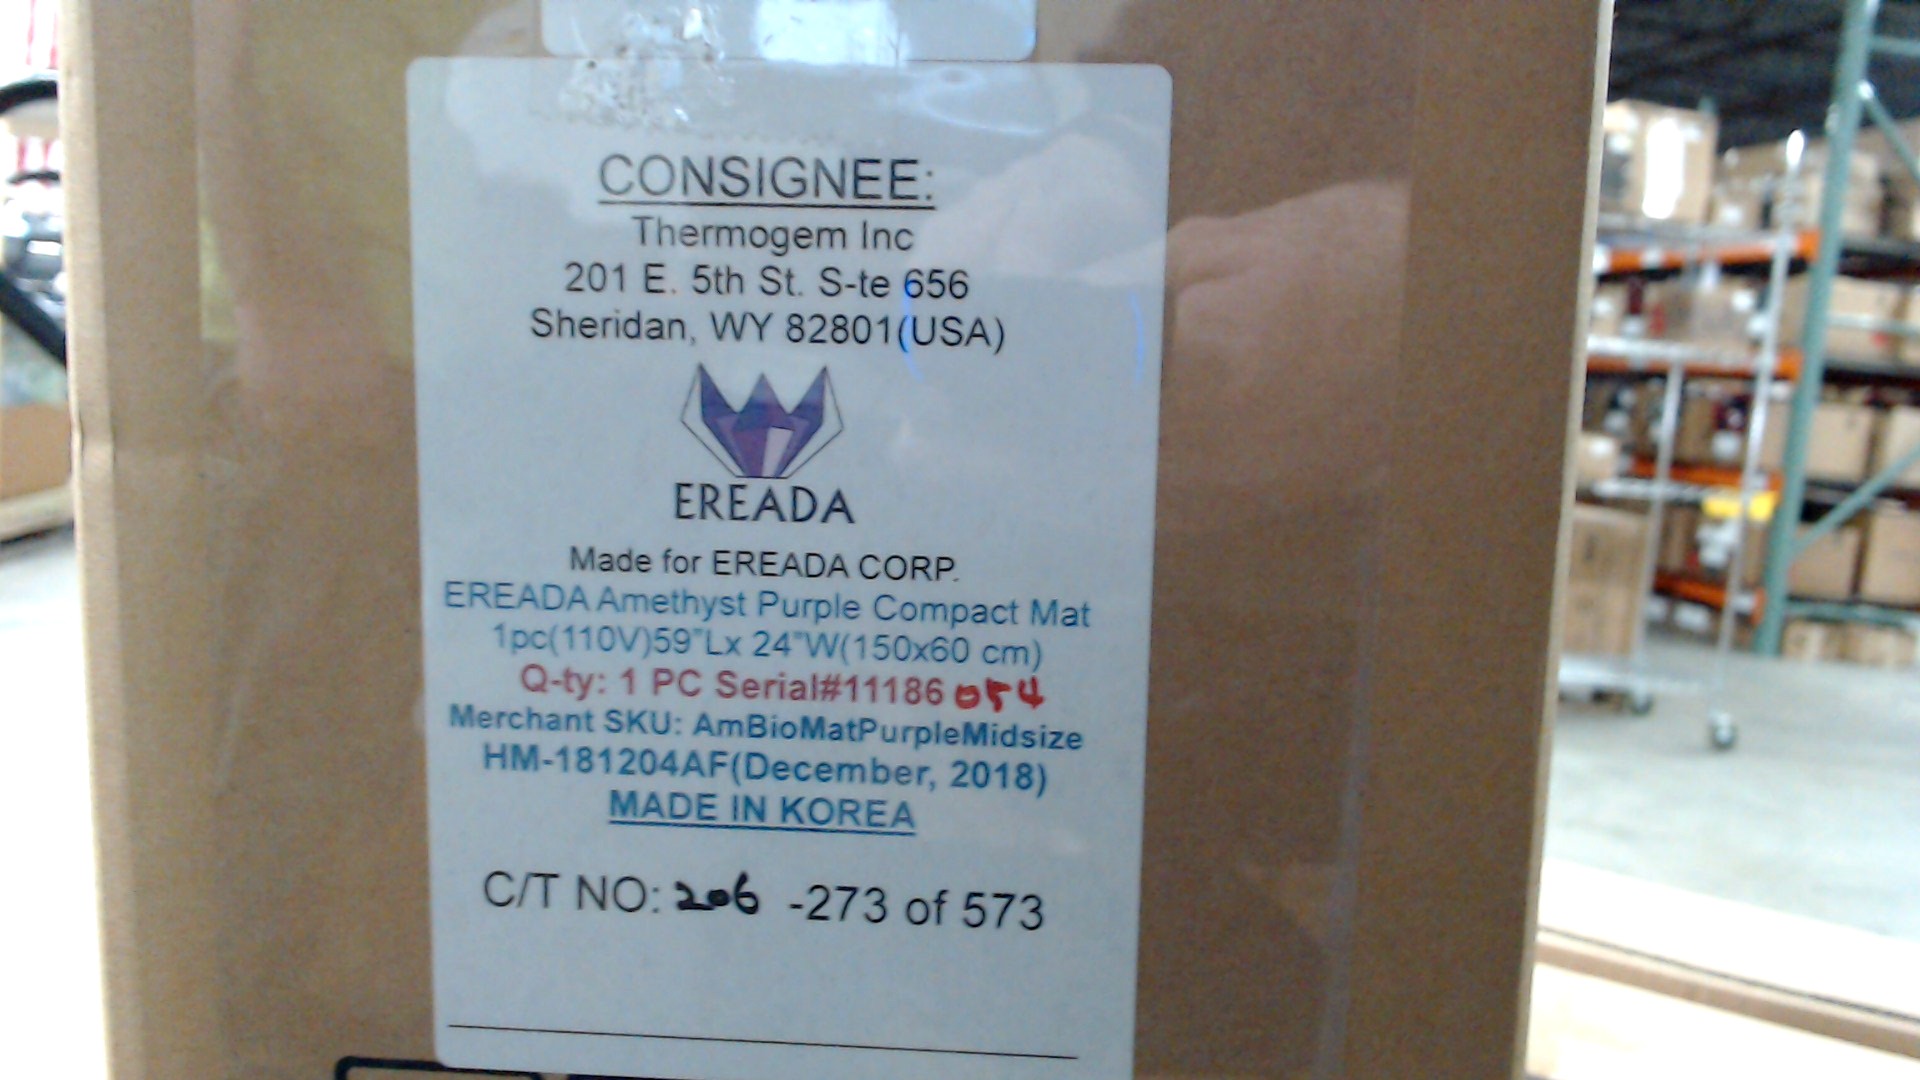 CONSIGNEE:
Thermogem Inc
201 E. 5th St. S-te 656
Sheridan, WY 82801(USA)
EREADA
Made for EREADA CORP.
EREADA Amethyst Purple Compact Mat
1pc(110V)59"Lx 24"W(150x60 cm)
Q-ty: 1 PC Serial#11186054
Merchant SKU: AmBioMatPurpleMidsize
HM-181204AF(December, 2018)
MADE IN KOREA
C/T NO: 206 -273 of 573